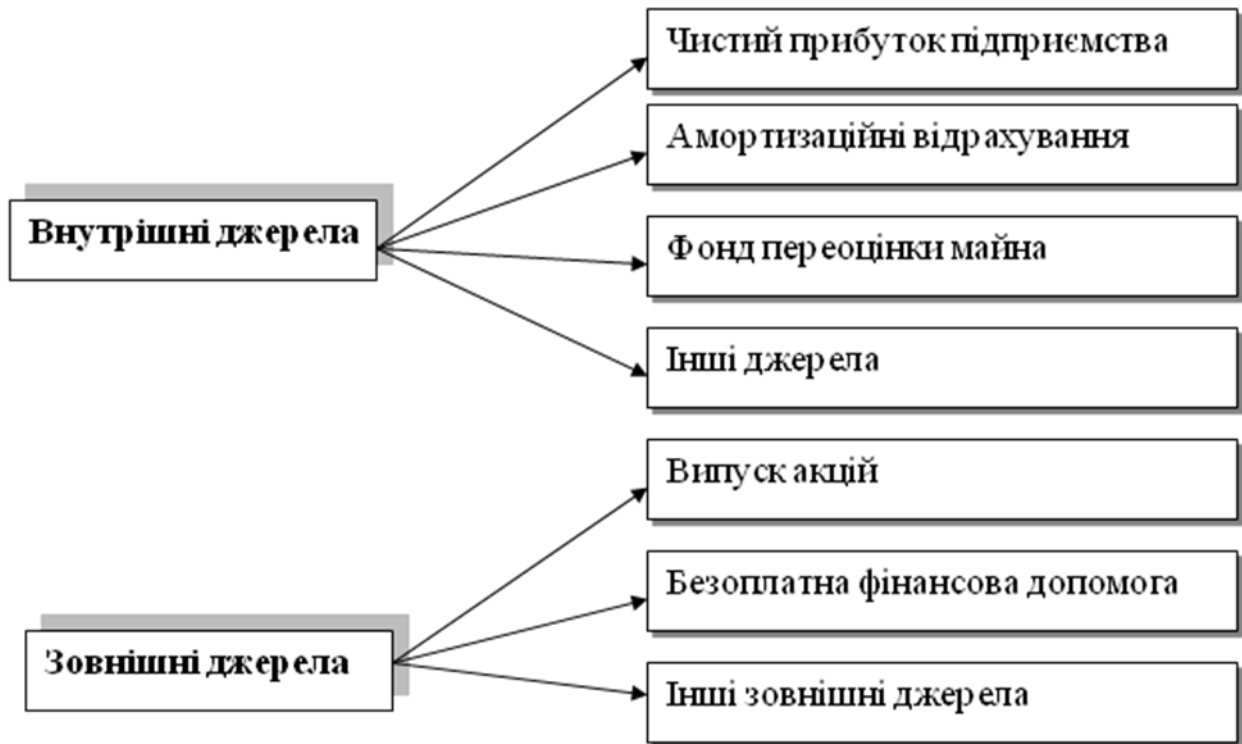 Чистий прибуток підприємства
Амортизаційні відрахування
Внутрішні джерела
Фонд переоцінки майна
Інші джерела
Випуск акцій
Безоплатна фінансова допомога
Зовнішні джерела
Інші зовнішні джерела